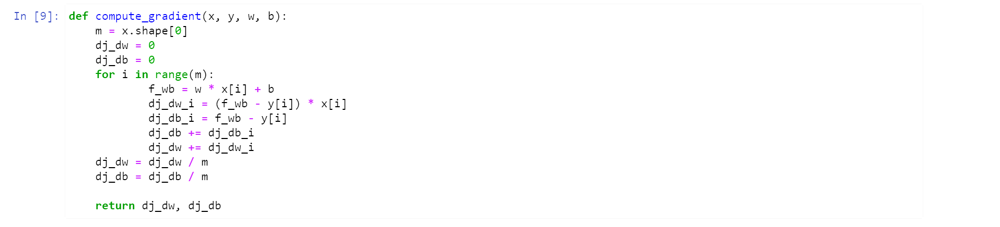 In [9]: def compute_gradient(x, y, w, b):
    m = x.shape[0]
    dj_dw = 0
    dj_db = 0
    for i in range(m):
            f_wb = w * x[i] + b
            dj_dw_i = (f_wb - y[i]) * x[i]
            dj_db_i = f_wb - y[i]
            dj_db += dj_db_i
            dj_dw += dj_dw_i
    dj_dw = dj_dw / m
    dj_db = dj_db / m

    return dj_dw, dj_db